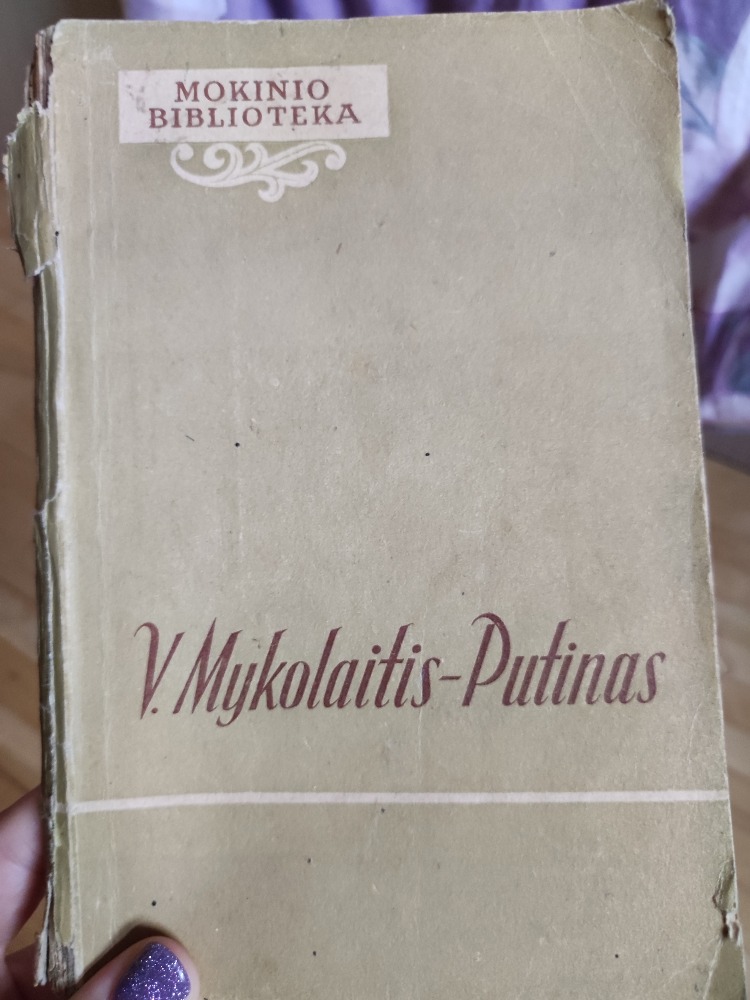 MOKINIO
BIBLIOTEKA
V. Mykolaitis-Putinas